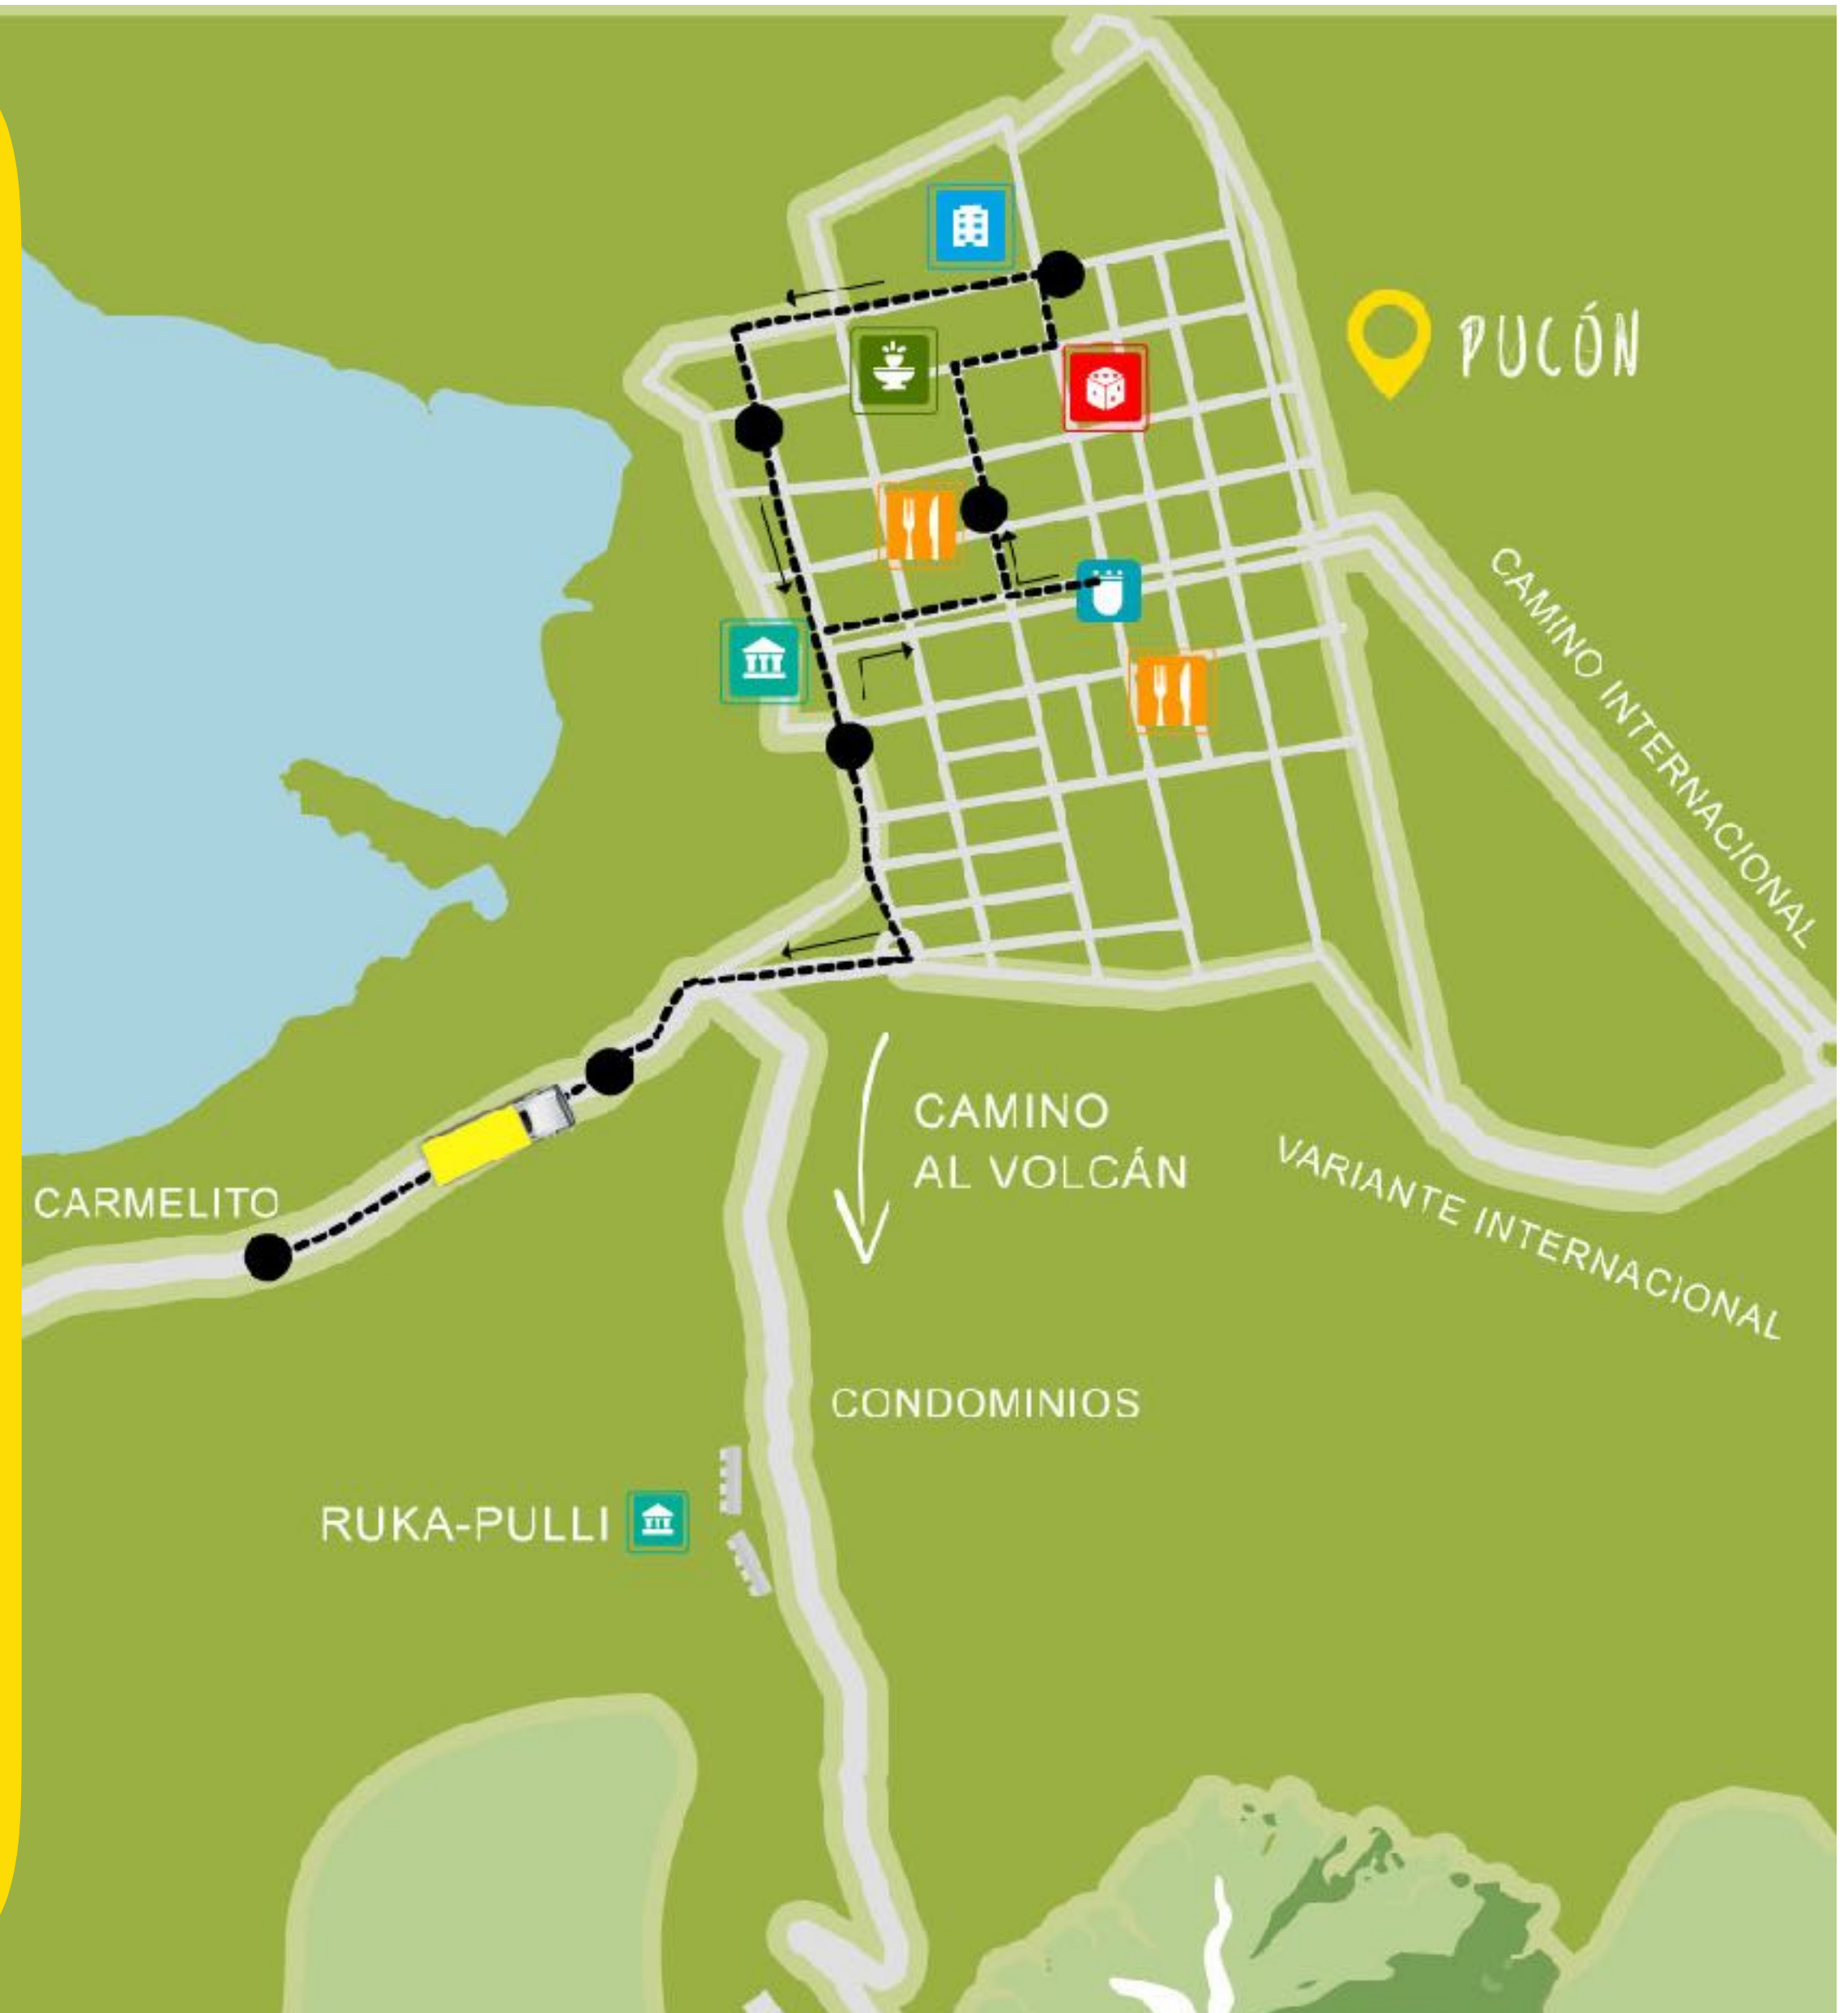 PUCÓN
CAMINO INTERNACIONAL
CAMINO
AL VOLCÁN
VARIANTE INTERNACIONAL
CARMELITO
CONDOMINIOS
RUKA-PULLI